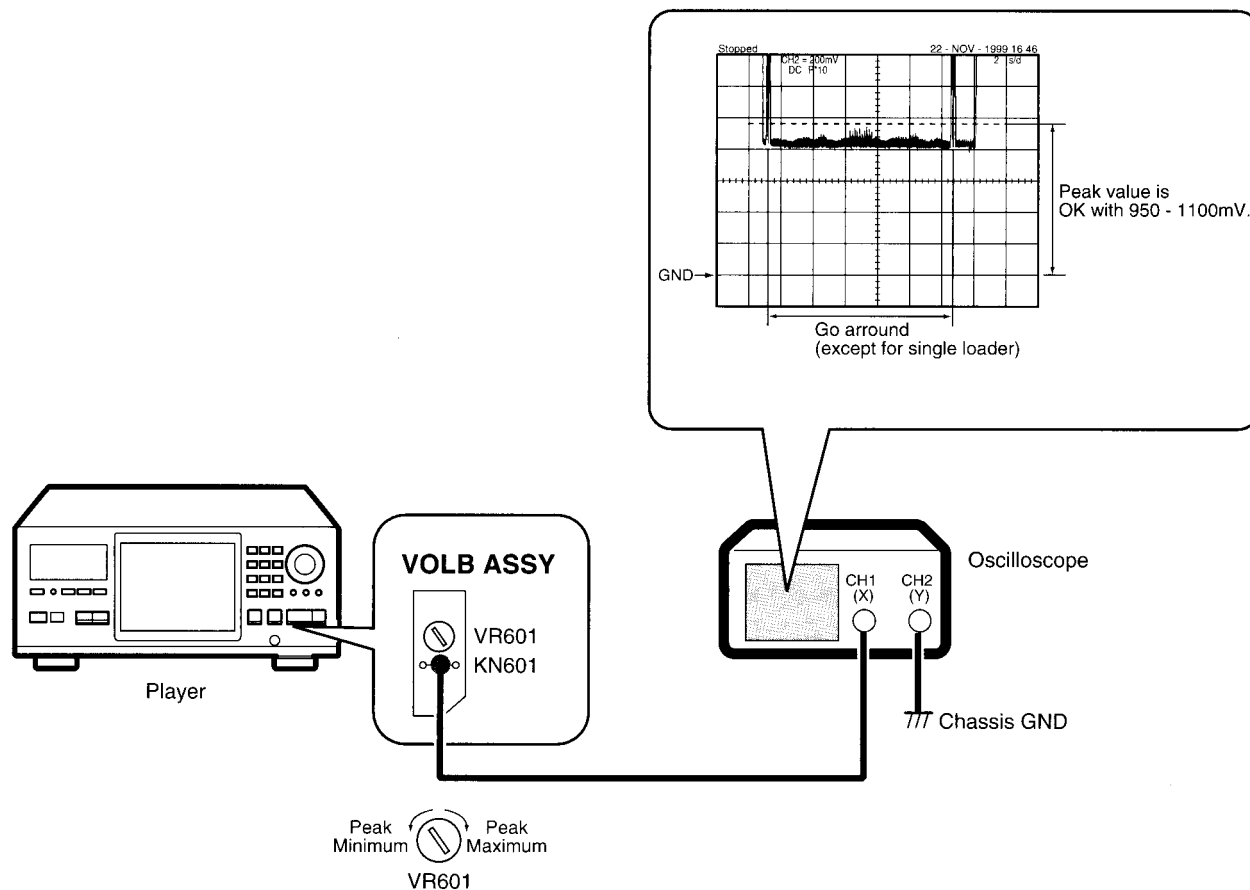 Stopped 22 - NOV - 1999 16 46
CH2 = 200mV 2 s/d
DC P*10
Peak value is
OK with 950 - 1100mV.
GND
Go arround
(except for single loader)
VOLB ASSY
VR601
KN601
Player
CH1
(X)
CH2
(Y)
Oscilloscope
Chassis GND
Peak
Minimum
Peak
Maximum
VR601